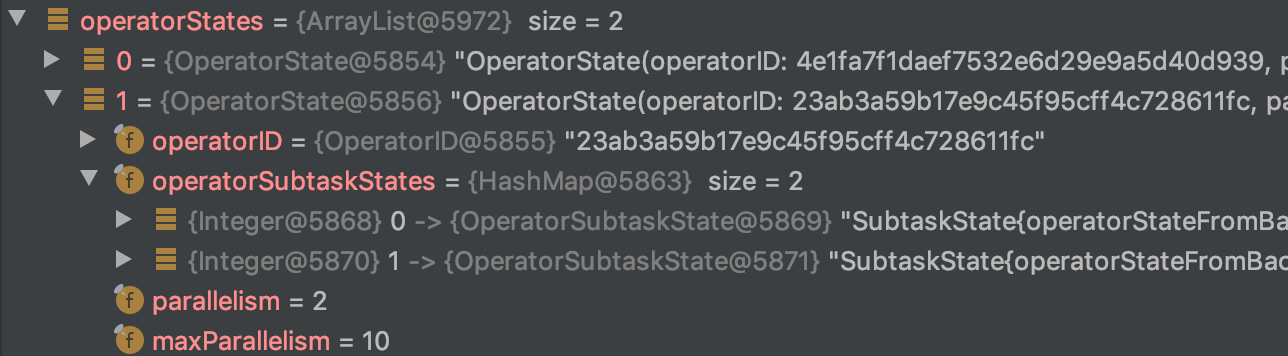 operatorStates = {ArrayList@5972} size = 2
0 = {OperatorState@5854} "OperatorState(operatorID: 4e1fa7f1daef7532e6d29e9a5d40d939, p
1 = {OperatorState@5856} "OperatorState(operatorID: 23ab3a59b17e9c45f95cff4c728611fc, pa
f operatorID = {OperatorID@5855} "23ab3a59b17e9c45f95cff4c728611fc"
f operatorSubtaskStates = {HashMap@5863} size = 2
{Integer@5868} 0 -> {OperatorSubtaskState@5869} "SubtaskState{operatorStateFromBa
{Integer@5870} 1 -> {OperatorSubtaskState@5871} "SubtaskState{operatorStateFromBac
f parallelism = 2
f maxParallelism = 10